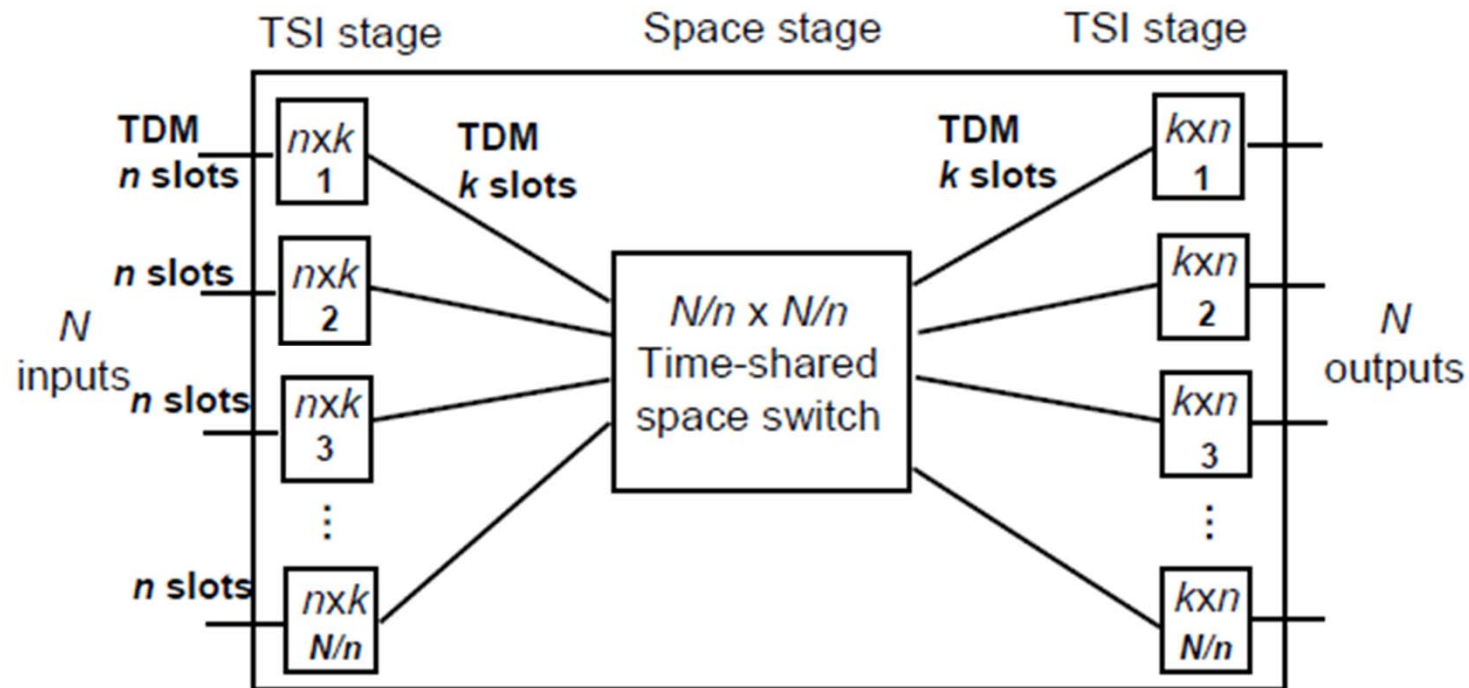 TSI stage
Space stage
TSI stage
TDM
n slots
nxk
1
TDM
k slots
TDM
k slots
kxn
1
n slots
nxk
2
kxn
2
N
inputs
N/n x N/n
Time-shared
space switch
N
outputs
n slots
nxk
3
kxn
3
⋮
⋮
n slots
nxk
N/n
kxn
N/n